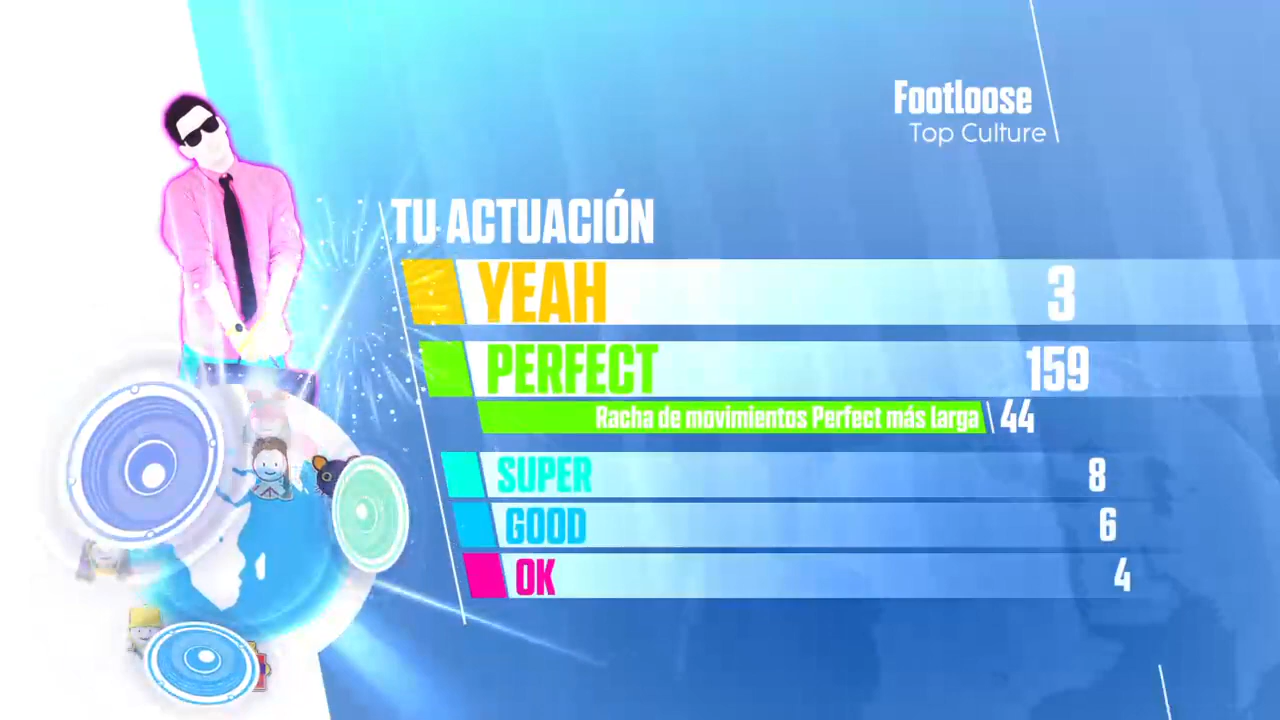 Footloose
Top Culture
TU ACTUACIÓN
YEAH 3
PERFECT 159
Racha de movimientos Perfect más larga 44
SUPER 8
GOOD 6
OK 4